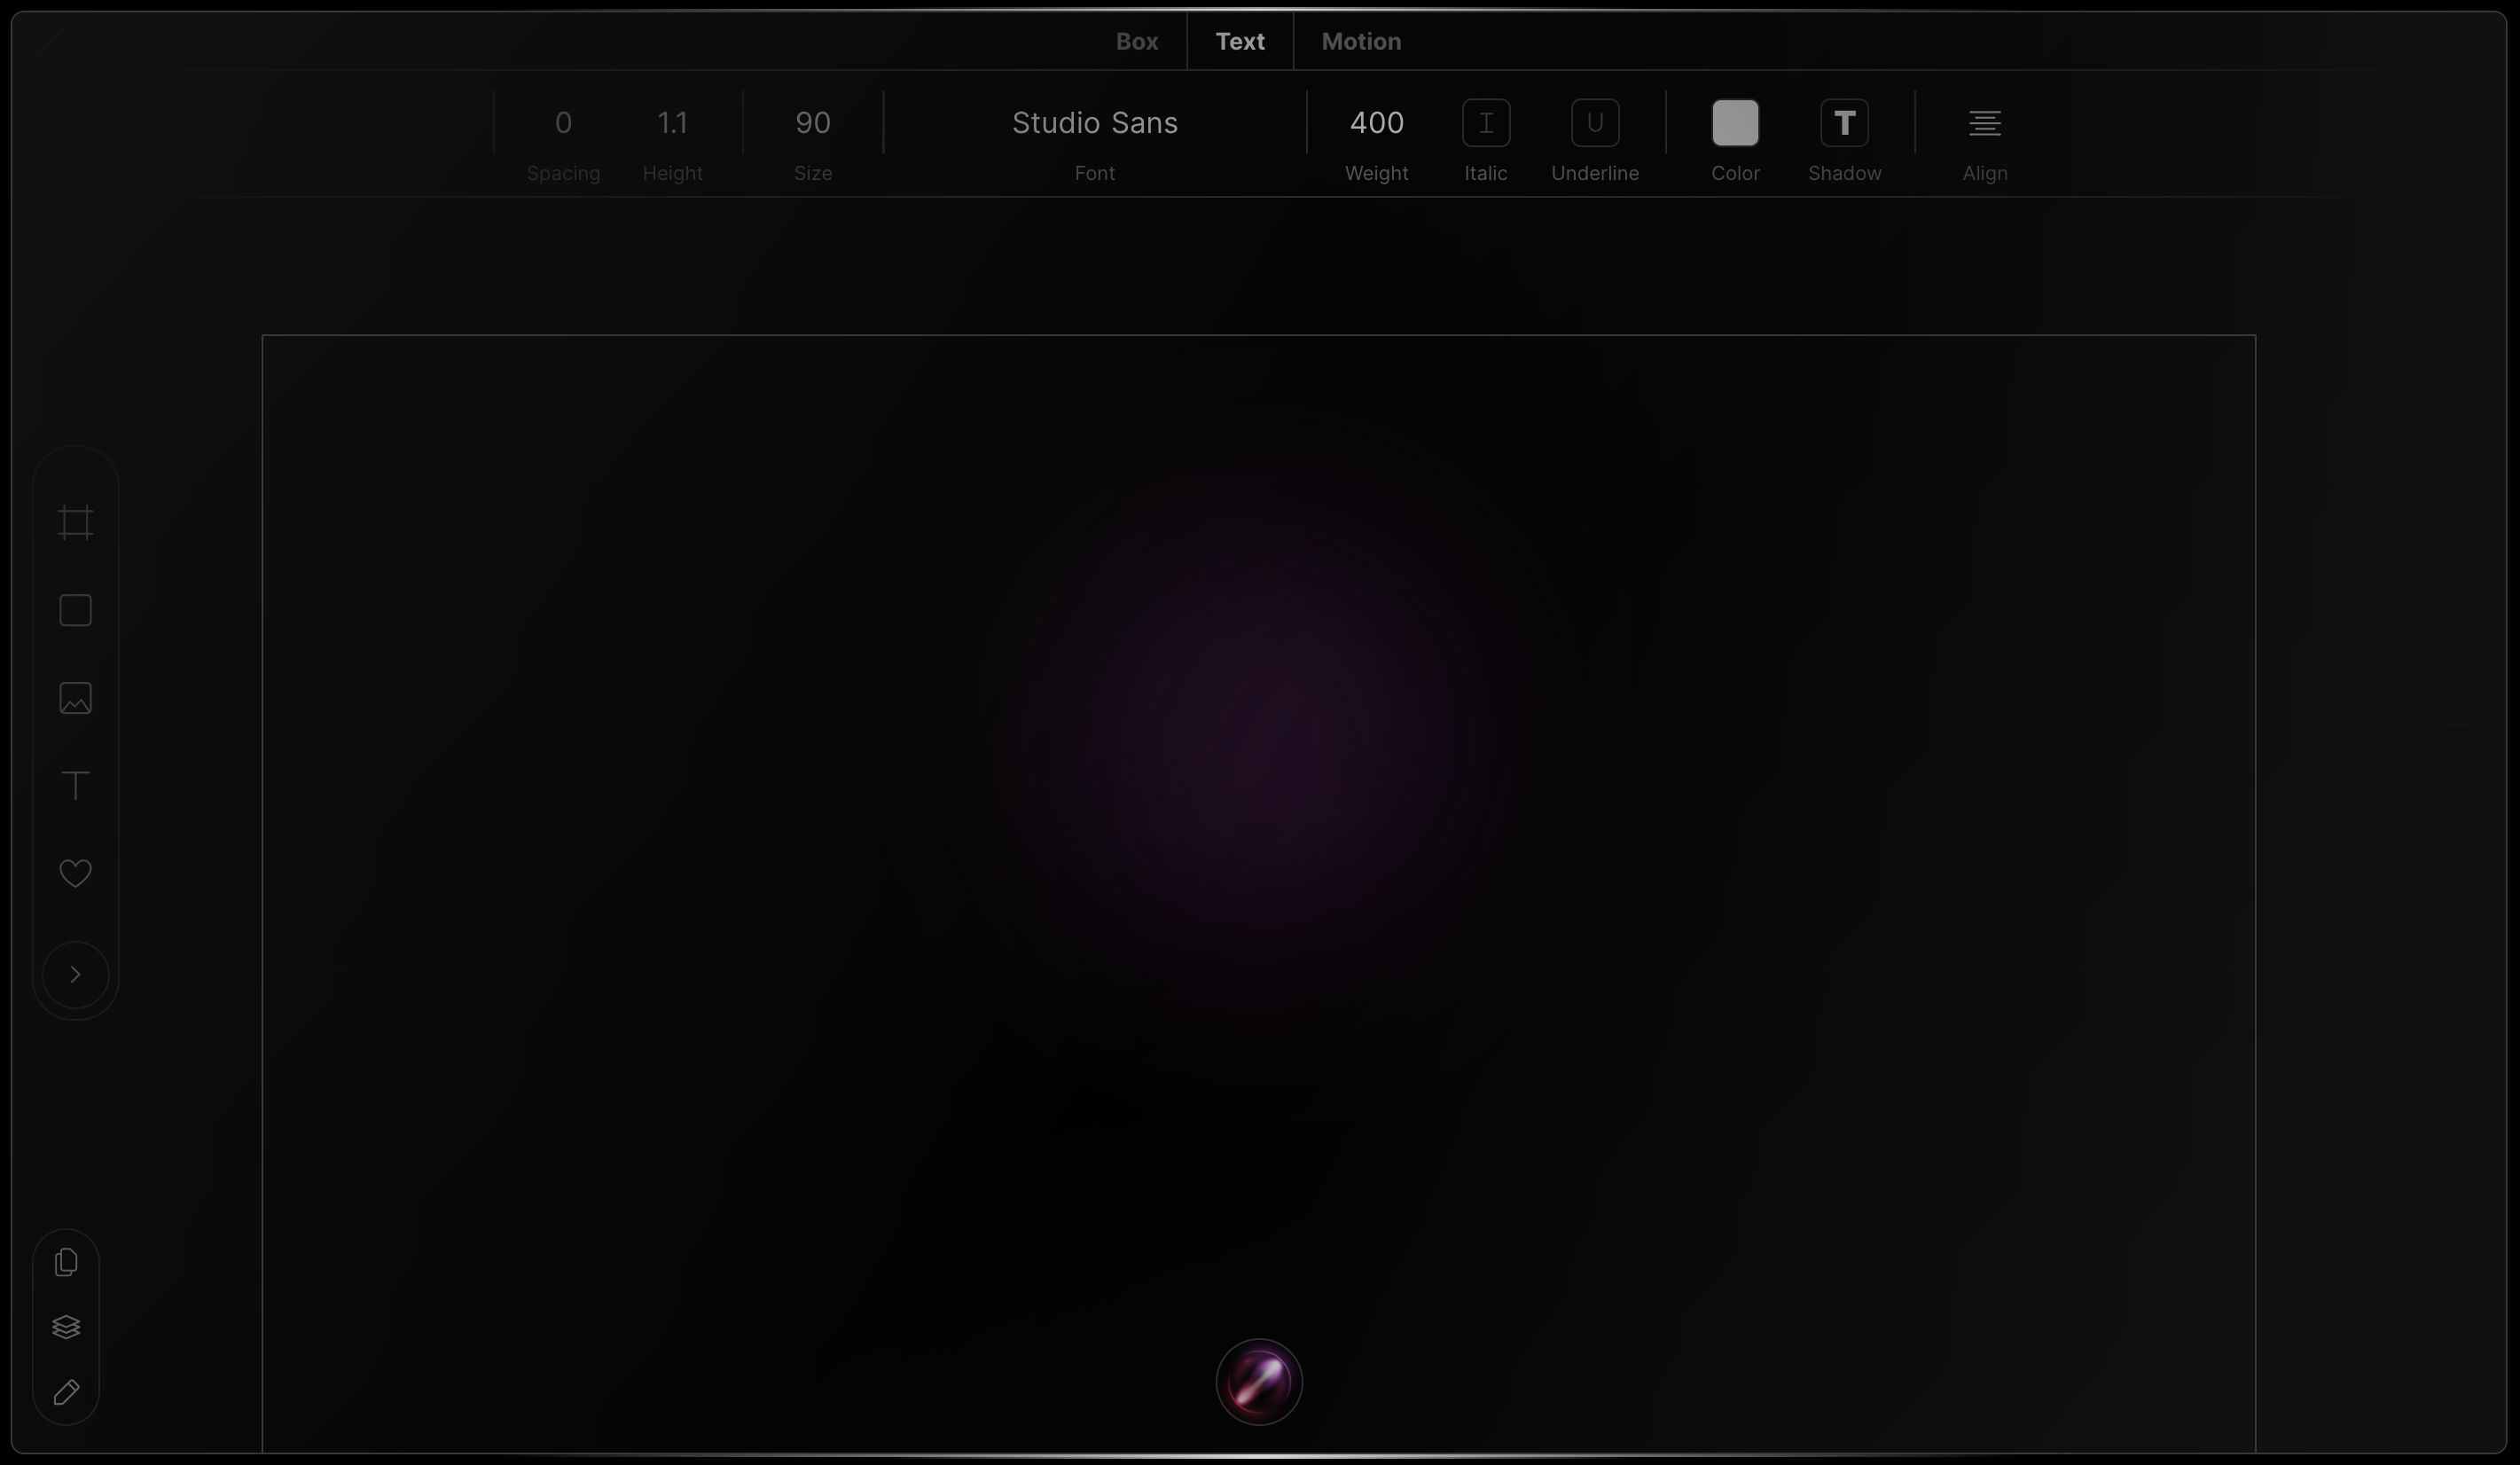 Box Text Motion
0 1.1 90 Studio Sans 400 I U T
Spacing Height Size Font Weight Italic Underline Color Shadow Align
T